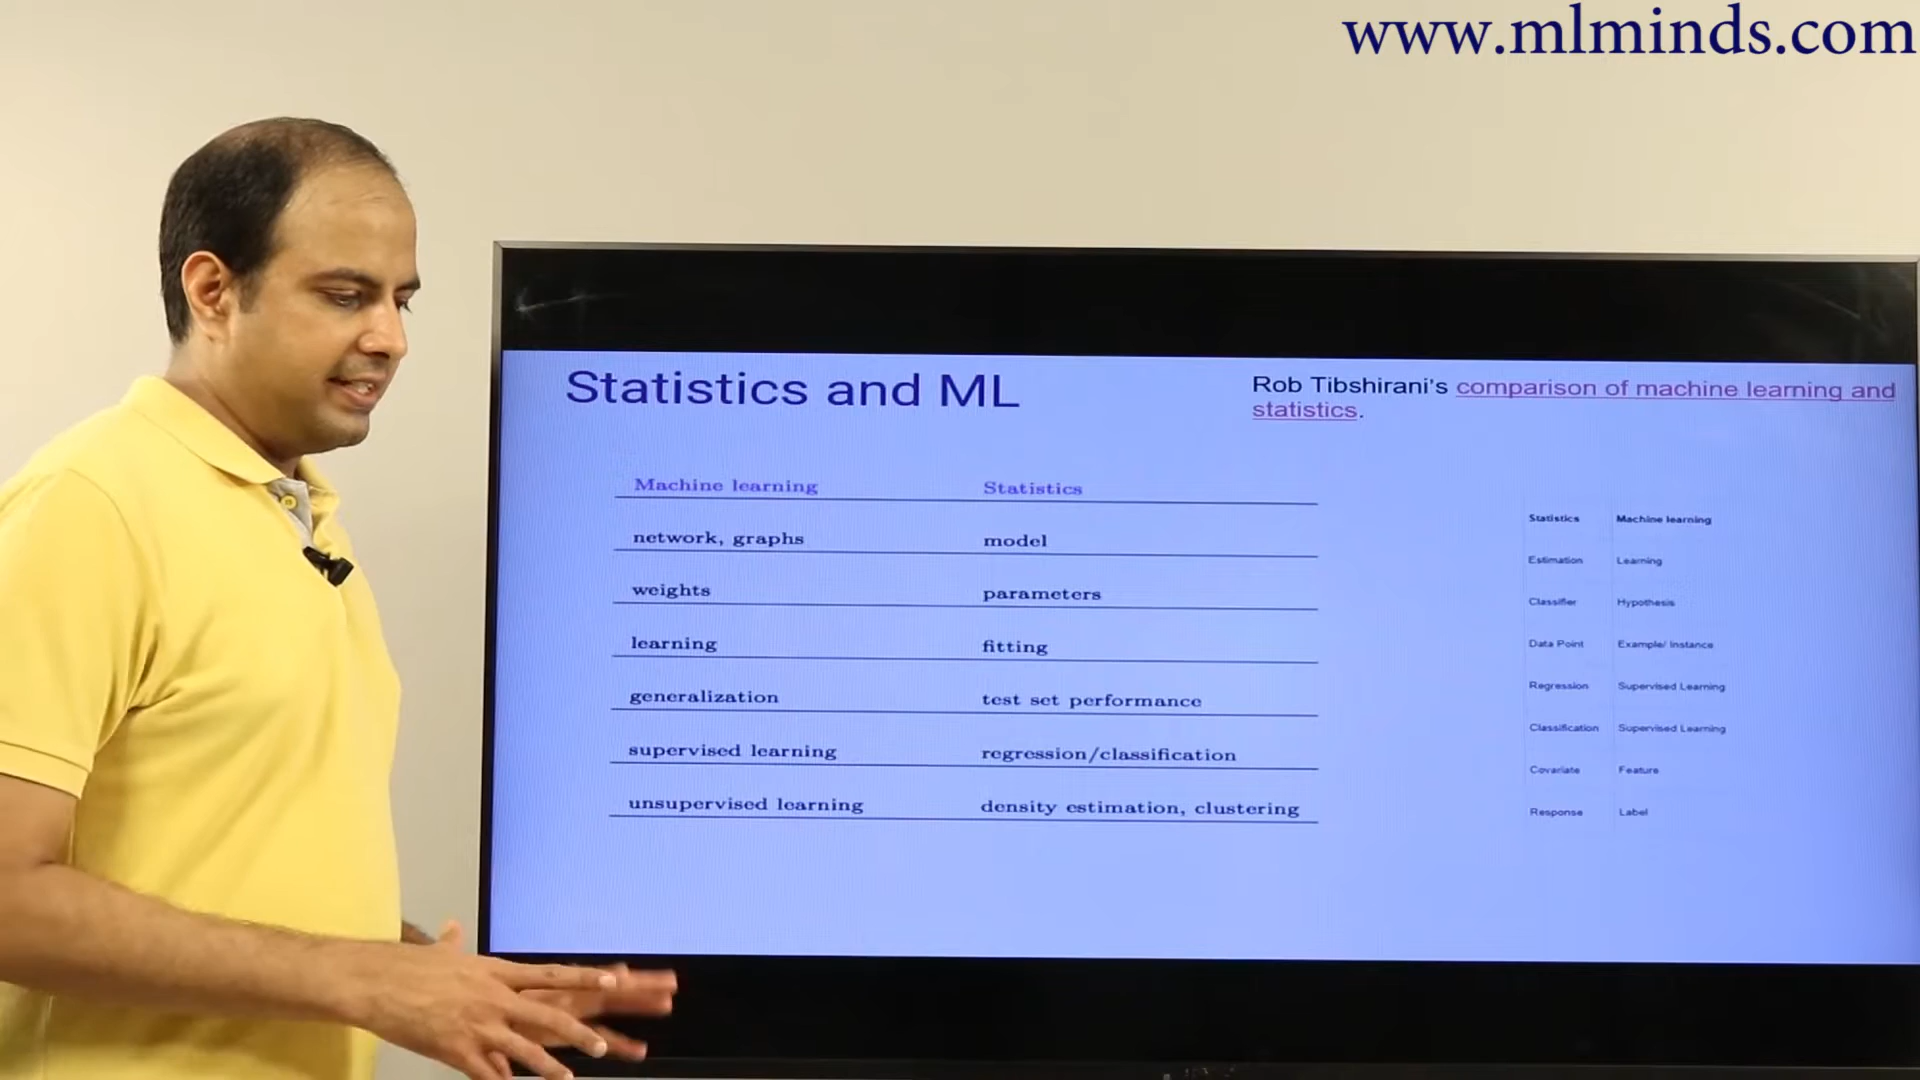 www.mlminds.com
Statistics and ML
Rob Tibshirani's comparison of machine learning and
statistics.
Machine learning Statistics
network, graphs model
weights parameters
learning fitting
generalization test set performance
supervised learning regression/classification
unsupervised learning density estimation, clustering
Statistics Machine learning
Estimation Learning
Classifier Hypothesis
Data Point Example/ Instance
Regression Supervised Learning
Classification Supervised Learning
Covariate Feature
Response Label